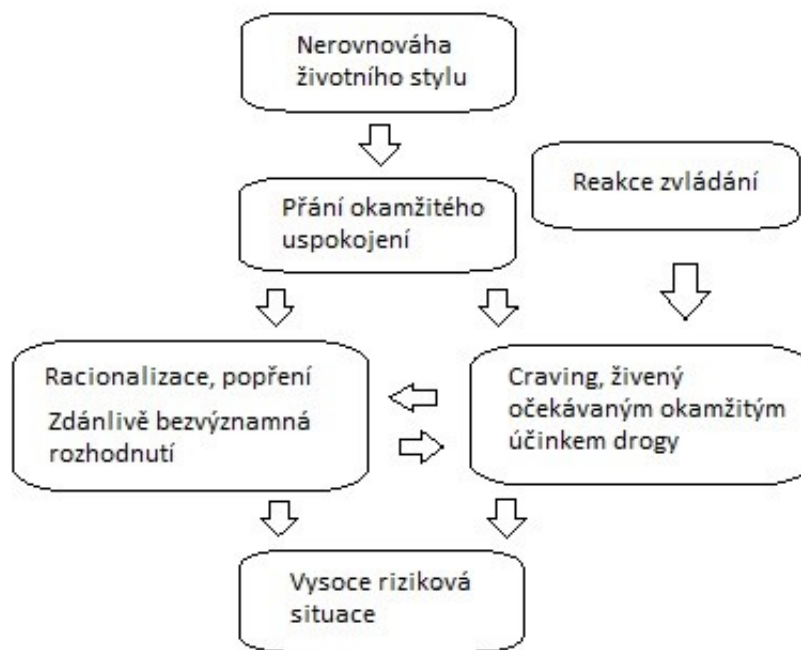 Nerovnováha
životního stylu
Reakce zvládání
Přání okamžitého
uspokojení
Racionalizace, popření
Zdánlivě bezvýznamná
rozhodnutí
Craving, živený
očekávaným okamžitým
účinkem drogy
Vysoce riziková
situace